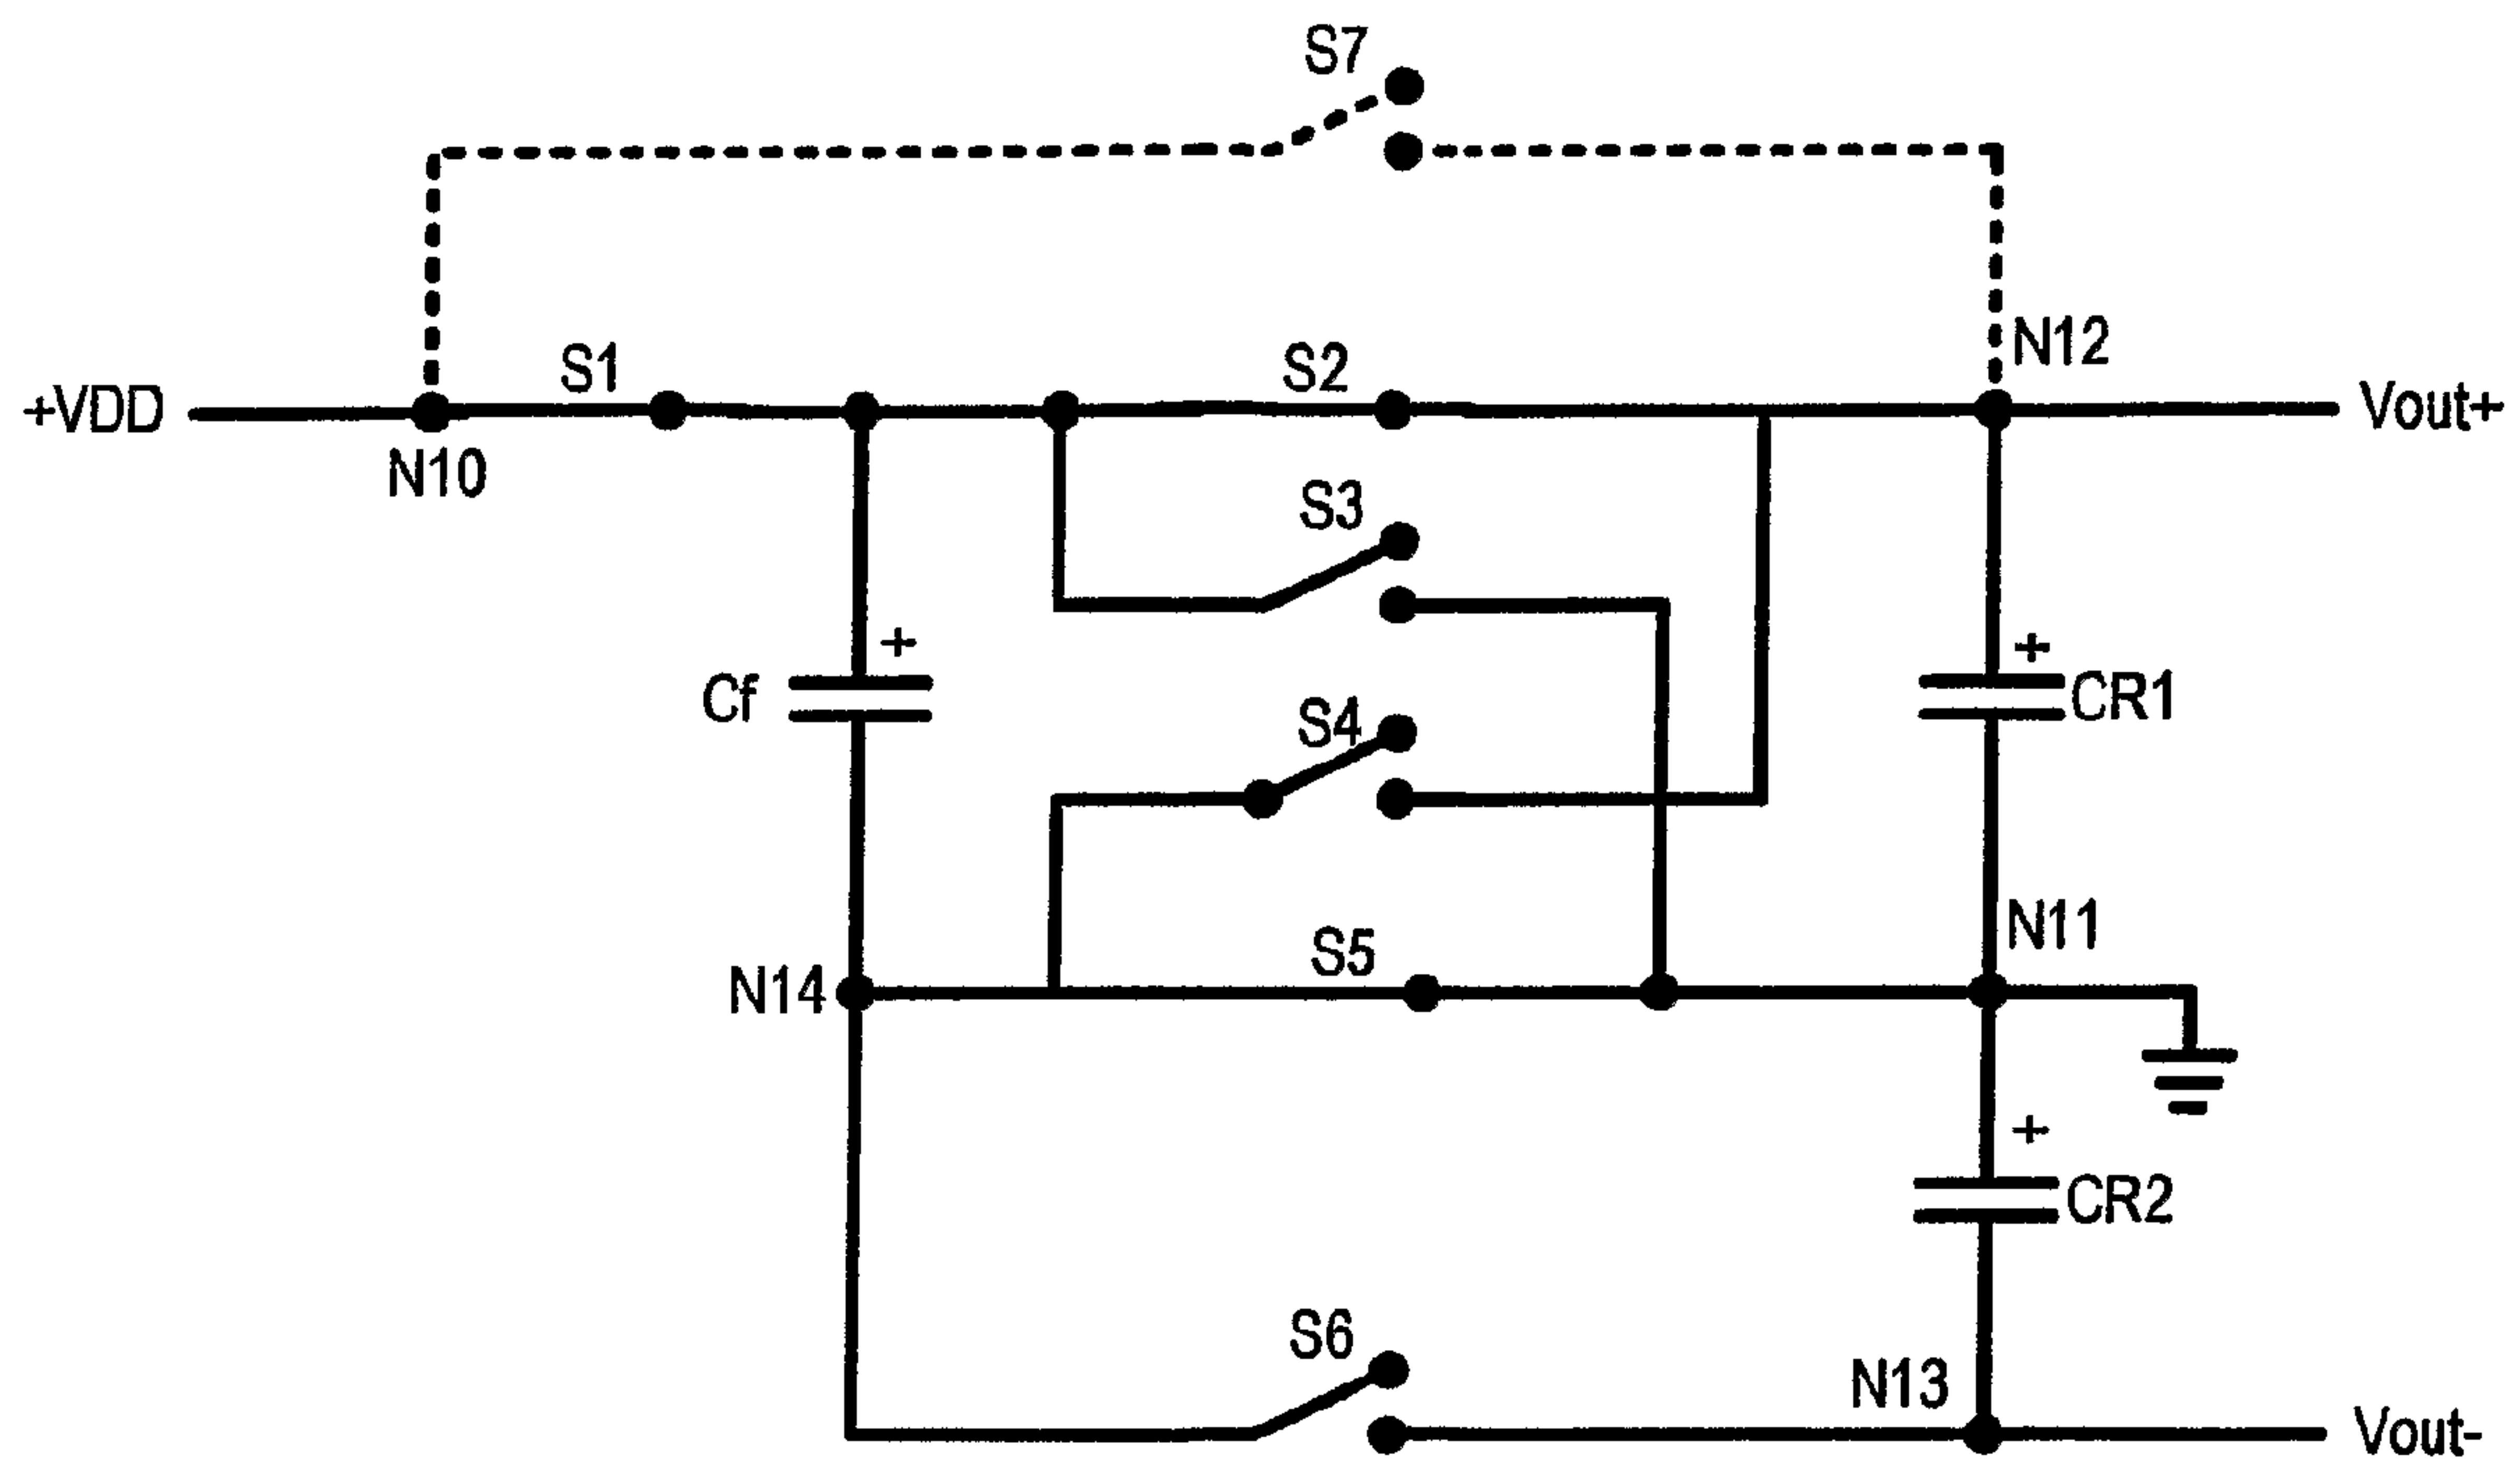 S7
N12
S1
S2
+VDD
Vout+
N10
S3
+
+
Cf
CR1
S4
N11
S5
N14
+
CR2
S6
N13
Vout-